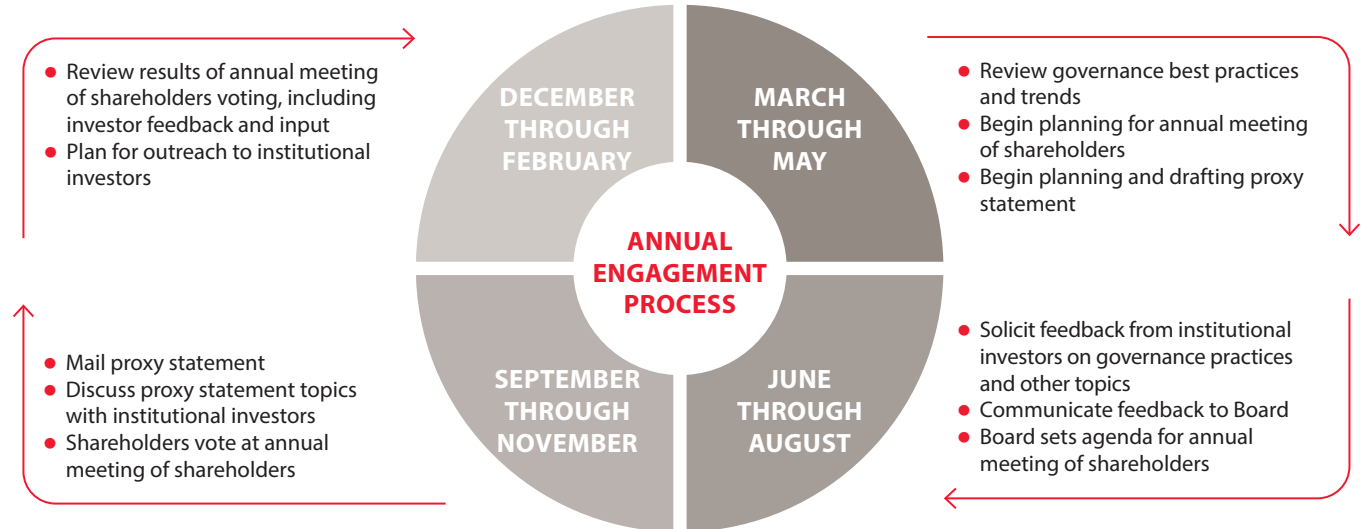 ● Review results of annual meeting
of shareholders voting, including
investor feedback and input
● Plan for outreach to institutional
investors
DECEMBER
THROUGH
FEBRUARY
MARCH
THROUGH
MAY
● Review governance best practices
and trends
● Begin planning for annual meeting
of shareholders
● Begin planning and drafting proxy
statement
ANNUAL
ENGAGEMENT
PROCESS
● Mail proxy statement
● Discuss proxy statement topics
with institutional investors
● Shareholders vote at annual
meeting of shareholders
SEPTEMBER
THROUGH
NOVEMBER
JUNE
THROUGH
AUGUST
● Solicit feedback from institutional
investors on governance practices
and other topics
● Communicate feedback to Board
● Board sets agenda for annual
meeting of shareholders